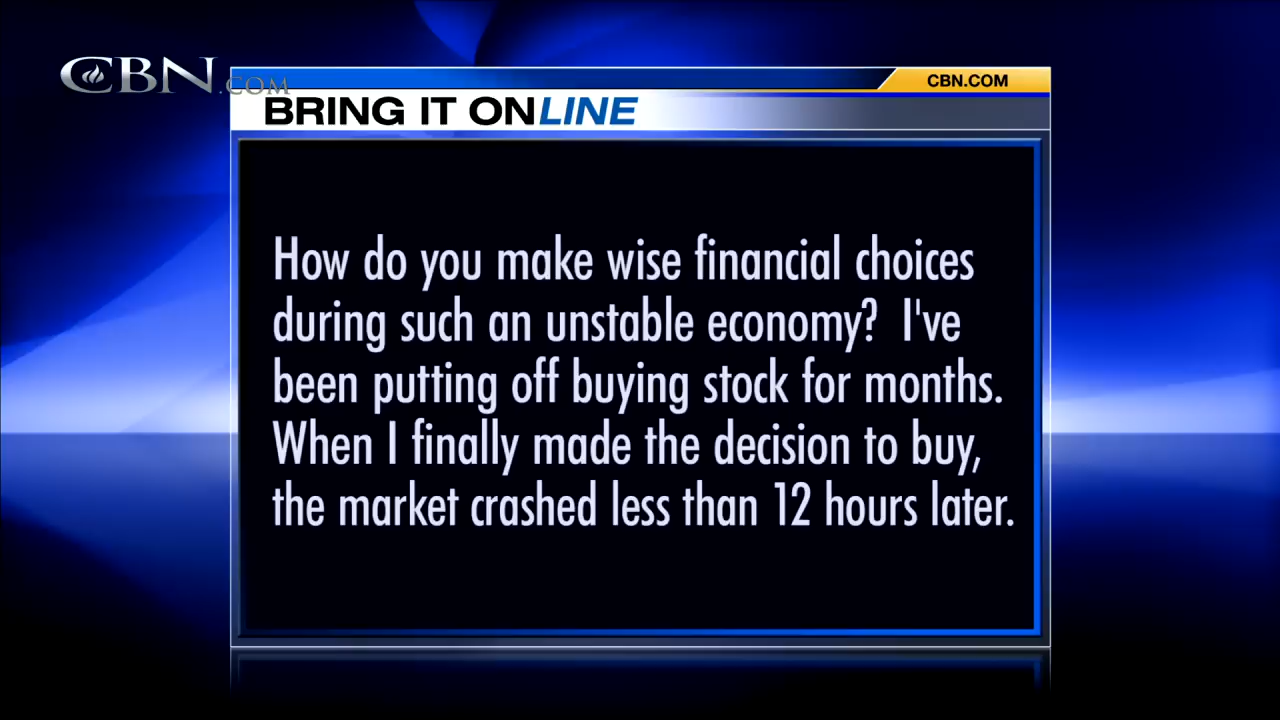 CBN.COM
CBN.COM
BRING IT ONLINE
How do you make wise financial choices
during such an unstable economy?  I've
been putting off buying stock for months.
When I finally made the decision to buy,
the market crashed less than 12 hours later.